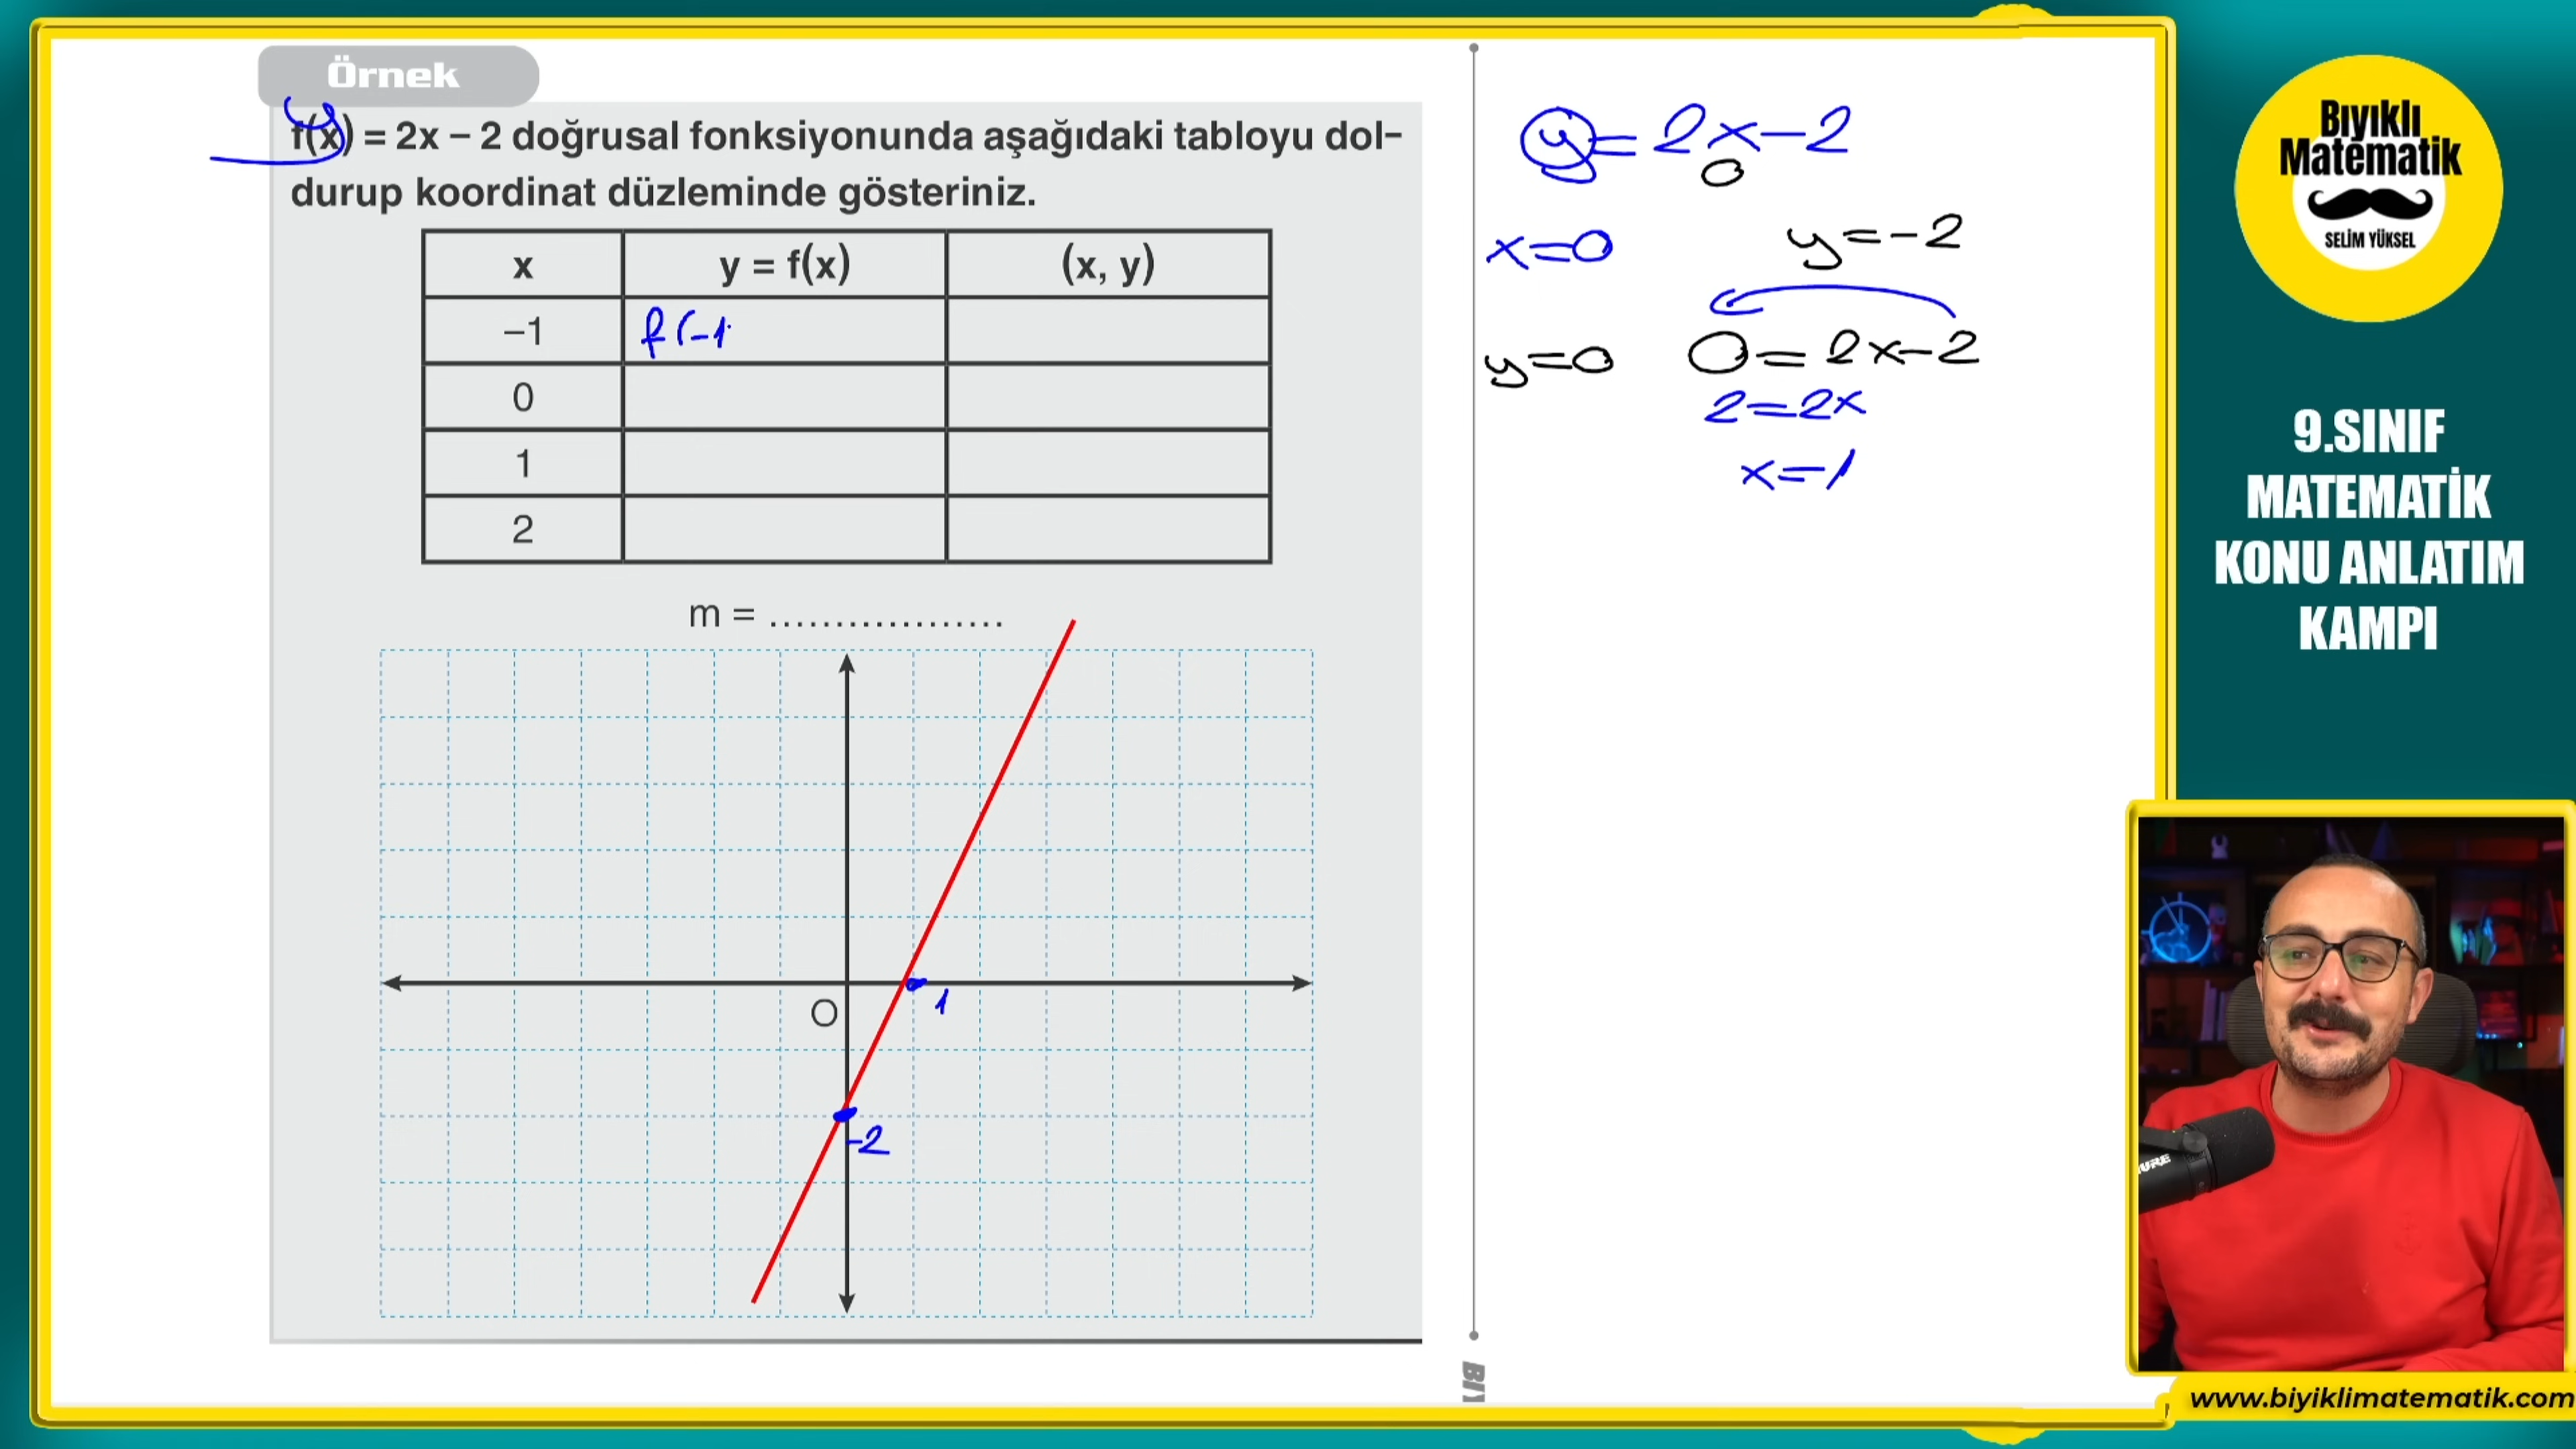 Örnek
y
f(x) = 2x – 2 doğrusal fonksiyonunda aşağıdaki tabloyu dol-
durup koordinat düzleminde gösteriniz.
x y = f(x) (x, y)
–1 f(-1
0
1
2
m = ..................
O
1
-2
y = 2x-2
0
x=0 y=-2
y=0 0=2x-2
2=2x
x=1
BIY
Bıyıklı
Matematik
SELİM YÜKSEL
9.SINIF
MATEMATİK
KONU ANLATIM
KAMPI
URE
www.biyiklimatematik.com